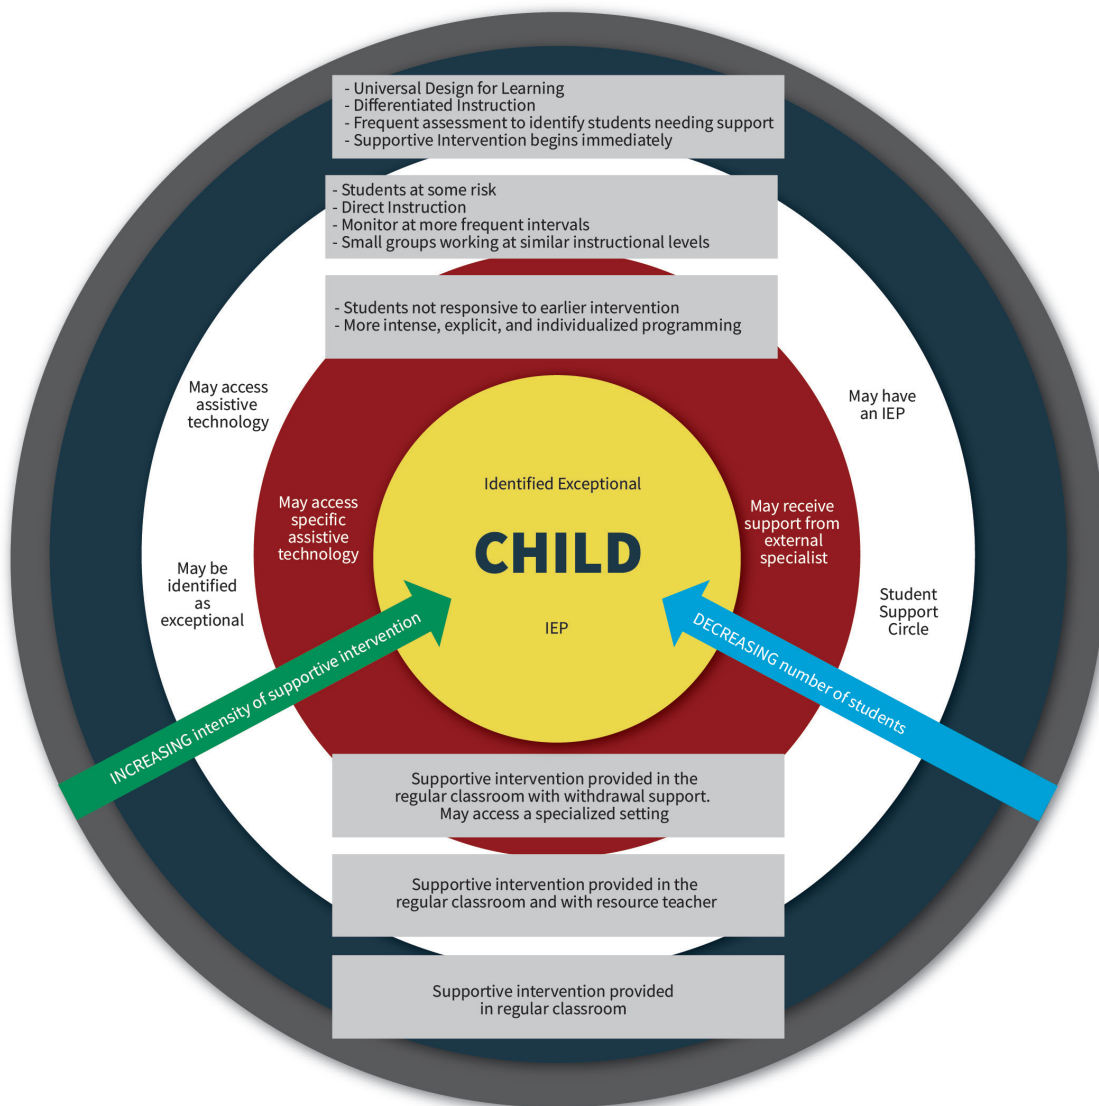 - Universal Design for Learning
- Differentiated Instruction
- Frequent assessment to identify students needing support
- Supportive Intervention begins immediately
- Students at some risk
- Direct Instruction
- Monitor at more frequent intervals
- Small groups working at similar instructional levels
- Students not responsive to earlier intervention
- More intense, explicit, and individualized programming
May access
assistive
technology
May have
an IEP
Identified Exceptional
CHILD
IEP
May access
specific
assistive
technology
May receive
support from
external
specialist
May be
identified
as
exceptional
Student
Support
Circle
INCREASING intensity of supportive intervention
DECREASING number of students
Supportive intervention provided in the
regular classroom with withdrawal support.
May access a specialized setting
Supportive intervention provided in the
regular classroom and with resource teacher
Supportive intervention provided
in regular classroom